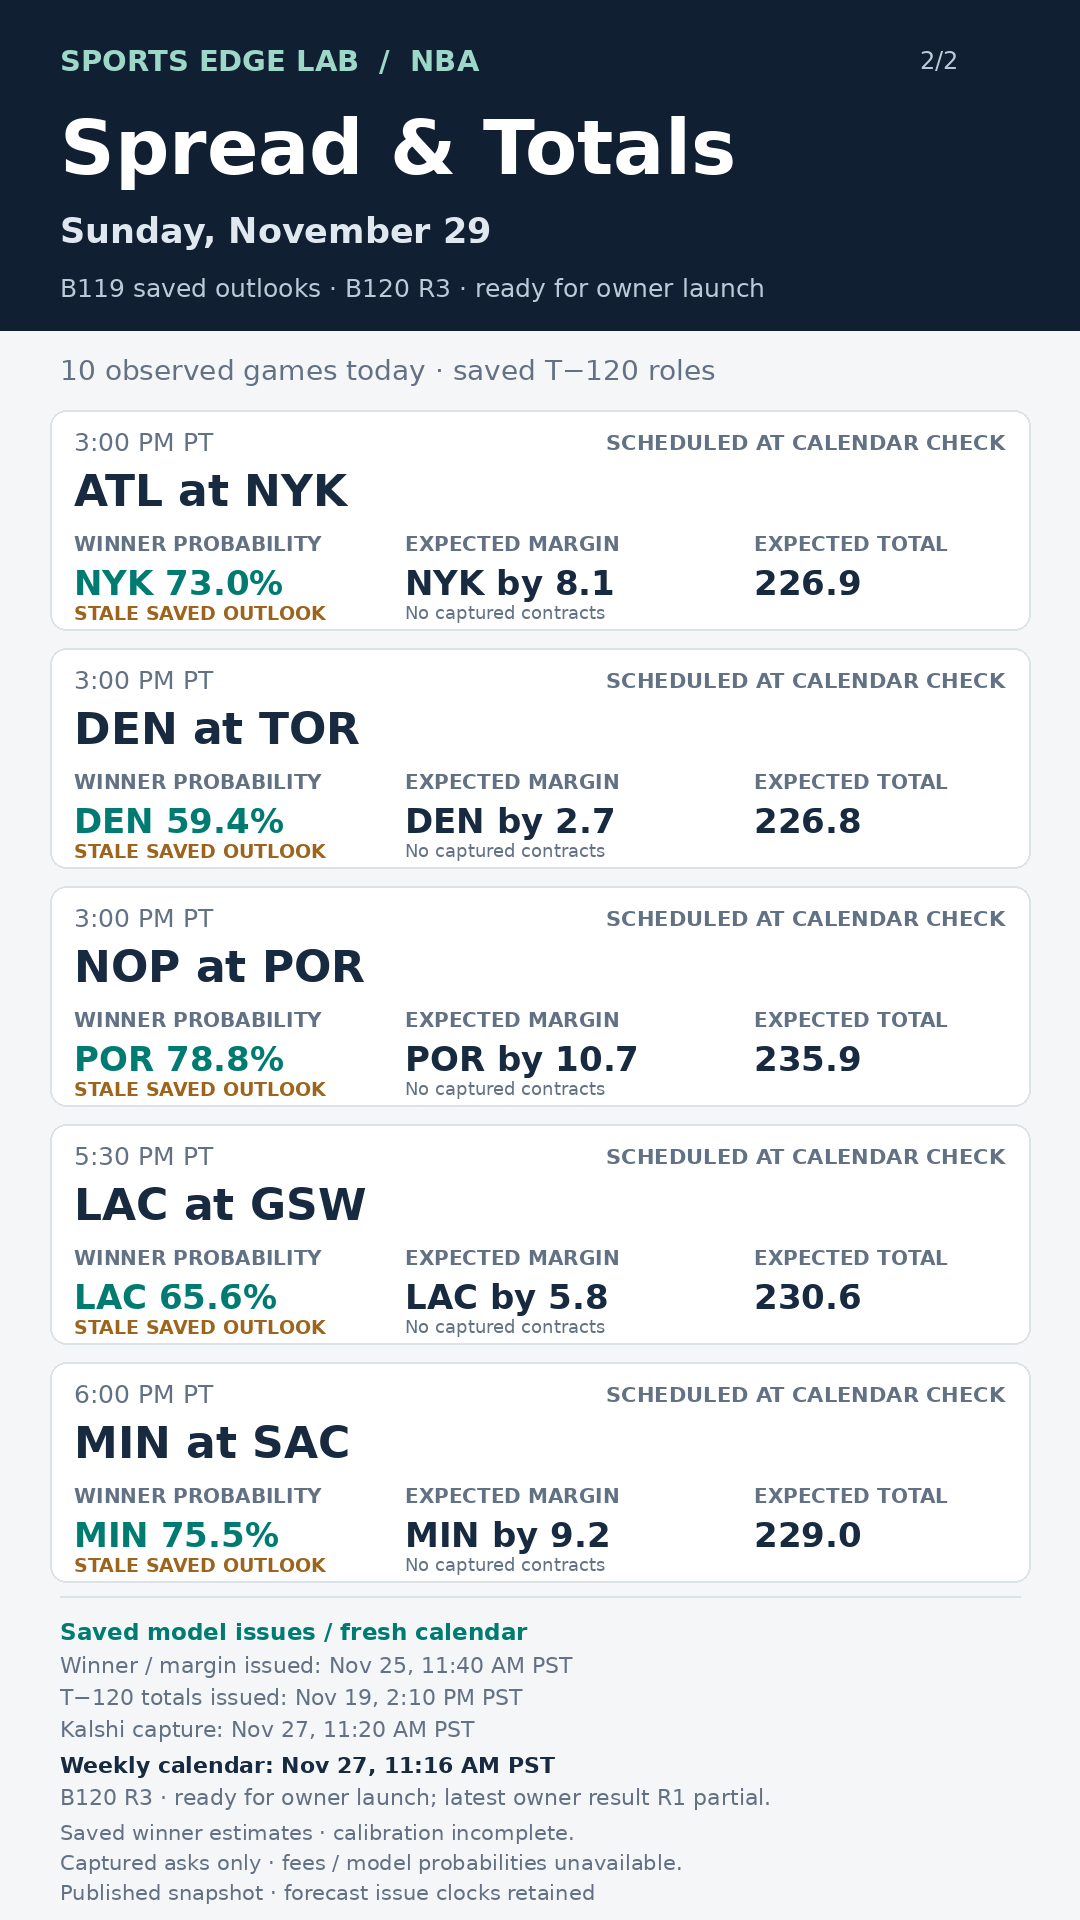 SPORTS EDGE LAB / NBA 2/2
Spread & Totals
Sunday, November 29
B119 saved outlooks · B120 R3 · ready for owner launch
10 observed games today · saved T−120 roles
3:00 PM PT SCHEDULED AT CALENDAR CHECK
ATL at NYK
WINNER PROBABILITY EXPECTED MARGIN EXPECTED TOTAL
NYK 73.0% NYK by 8.1 226.9
STALE SAVED OUTLOOK No captured contracts
3:00 PM PT SCHEDULED AT CALENDAR CHECK
DEN at TOR
WINNER PROBABILITY EXPECTED MARGIN EXPECTED TOTAL
DEN 59.4% DEN by 2.7 226.8
STALE SAVED OUTLOOK No captured contracts
3:00 PM PT SCHEDULED AT CALENDAR CHECK
NOP at POR
WINNER PROBABILITY EXPECTED MARGIN EXPECTED TOTAL
POR 78.8% POR by 10.7 235.9
STALE SAVED OUTLOOK No captured contracts
5:30 PM PT SCHEDULED AT CALENDAR CHECK
LAC at GSW
WINNER PROBABILITY EXPECTED MARGIN EXPECTED TOTAL
LAC 65.6% LAC by 5.8 230.6
STALE SAVED OUTLOOK No captured contracts
6:00 PM PT SCHEDULED AT CALENDAR CHECK
MIN at SAC
WINNER PROBABILITY EXPECTED MARGIN EXPECTED TOTAL
MIN 75.5% MIN by 9.2 229.0
STALE SAVED OUTLOOK No captured contracts
Saved model issues / fresh calendar
Winner / margin issued: Nov 25, 11:40 AM PST
T−120 totals issued: Nov 19, 2:10 PM PST
Kalshi capture: Nov 27, 11:20 AM PST
Weekly calendar: Nov 27, 11:16 AM PST
B120 R3 · ready for owner launch; latest owner result R1 partial.
Saved winner estimates · calibration incomplete.
Captured asks only · fees / model probabilities unavailable.
Published snapshot · forecast issue clocks retained